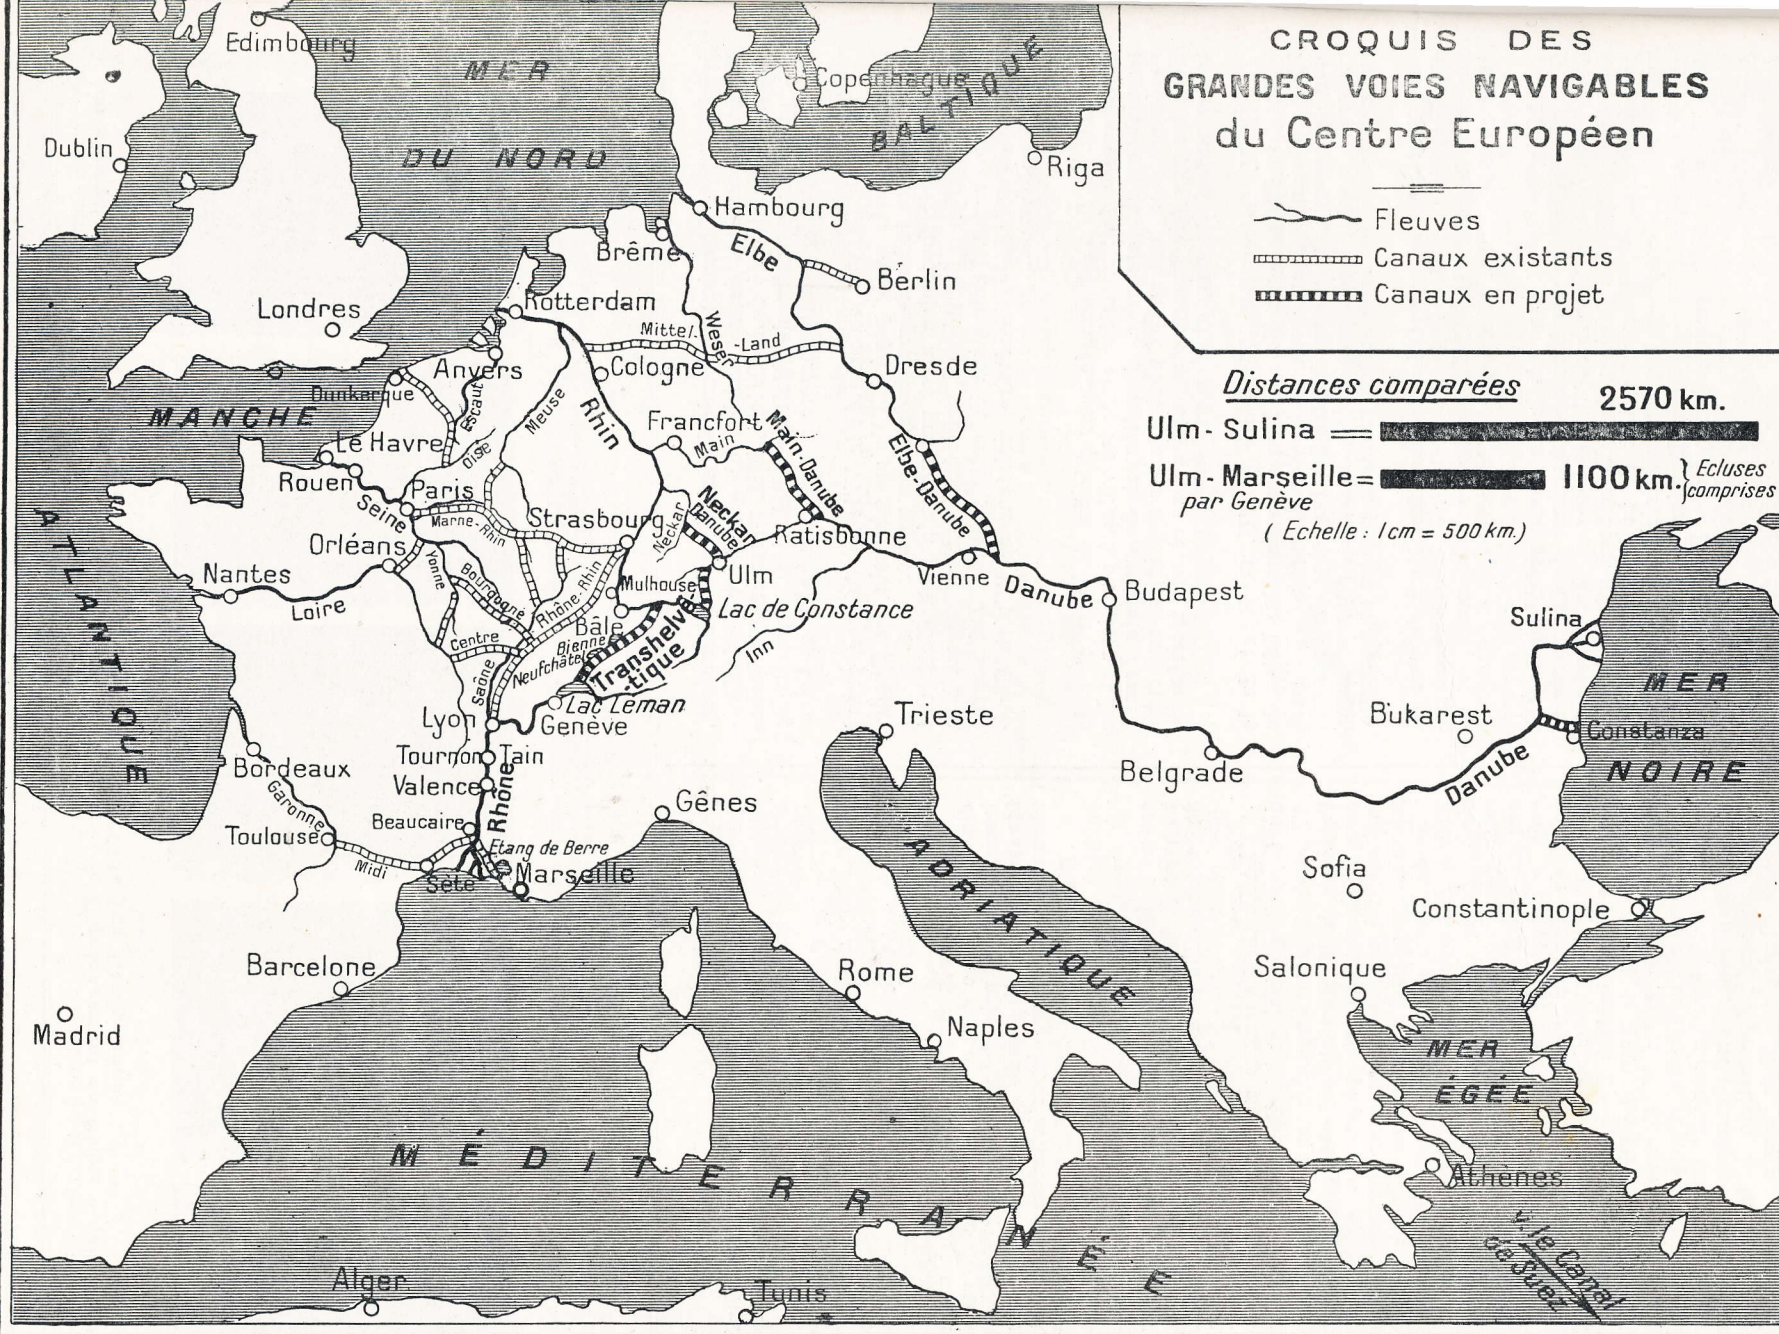 CROQUIS DES
GRANDES VOIES NAVIGABLES
du Centre Européen
Fleuves
Canaux existants
Canaux en projet
Distances comparées
2570 km.
Ulm - Sulina =
Ulm - Marseille =
1100 km.
Ecluses
comprises
par Genève
( Echelle : 1cm = 500 km.)
Edimbourg
MER
DU NORD
Copenhague
BALTIQUE
Dublin
Riga
Hambourg
Brême
Elbe
Berlin
Londres
Rotterdam
Mittel-
Weser
-Land
Anvers
Cologne
Dresde
Dunkerque
Escaut
Meuse
MANCHE
Rhin
Francfort
Main
Main-Danube
Le Havre
Oise
Elbe-Danube
Rouen
Paris
Seine
Marne-Rhin
Strasbourg
Neckar
Neckar
Danube
Ratisbonne
Orléans
ATLANTIQUE
Yonne
Bourgogne
Rhône-Rhin
Mulhouse
Ulm
Vienne
Danube
Budapest
Nantes
Loire
Lac de Constance
Bâle
Bienne
Neufchâtel
Transhelvé-
-tique
Inn
Centre
Saône
Sulina
MER
NOIRE
Lac Leman
Lyon
Genève
Trieste
Bukarest
Constanza
Tournon
Tain
Belgrade
Danube
Bordeaux
Valence
Rhône
Gênes
Garonne
Beaucaire
Toulouse
Etang de Berre
Midi
Sète
Marseille
ADRIATIQUE
Sofia
Constantinople
Barcelone
Rome
Salonique
Madrid
Naples
MER
ÉGÉE
MÉDITERRANÉE
Athènes
v. le Canal
de Suez
Alger
Tunis